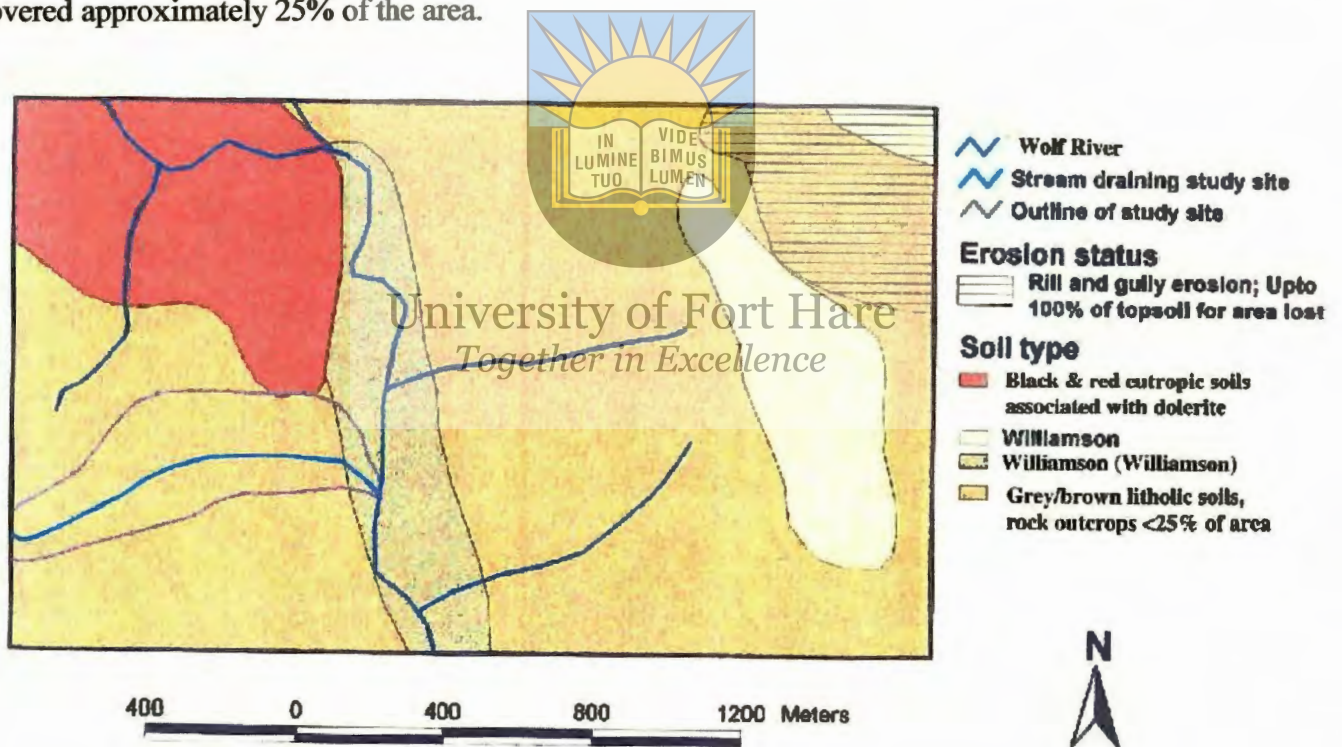 overed approximately 25% of the area.
IN
LUMINE
TUO
VIDE
BIMUS
LUMEN
University of Fort Hare
Together in Excellence
Wolf River
Stream draining study site
Outline of study site
Erosion status
Rill and gully erosion; Upto
100% of topsoil for area lost
Soil type
Black & red eutropic soils
associated with dolerite
Williamson
Williamson (Williamson)
Grey/brown litholic soils,
rock outcrops <25% of area
N
400 0 400 800 1200 Meters